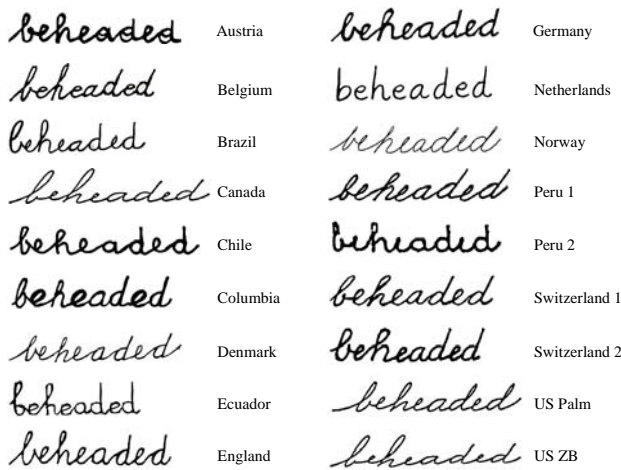 beheaded Austria
beheaded Belgium
beheaded Brazil
beheaded Canada
beheaded Chile
beheaded Columbia
beheaded Denmark
beheaded Ecuador
beheaded England
beheaded Germany
beheaded Netherlands
beheaded Norway
beheaded Peru 1
beheaded Peru 2
beheaded Switzerland 1
beheaded Switzerland 2
beheaded US Palm
beheaded US ZB